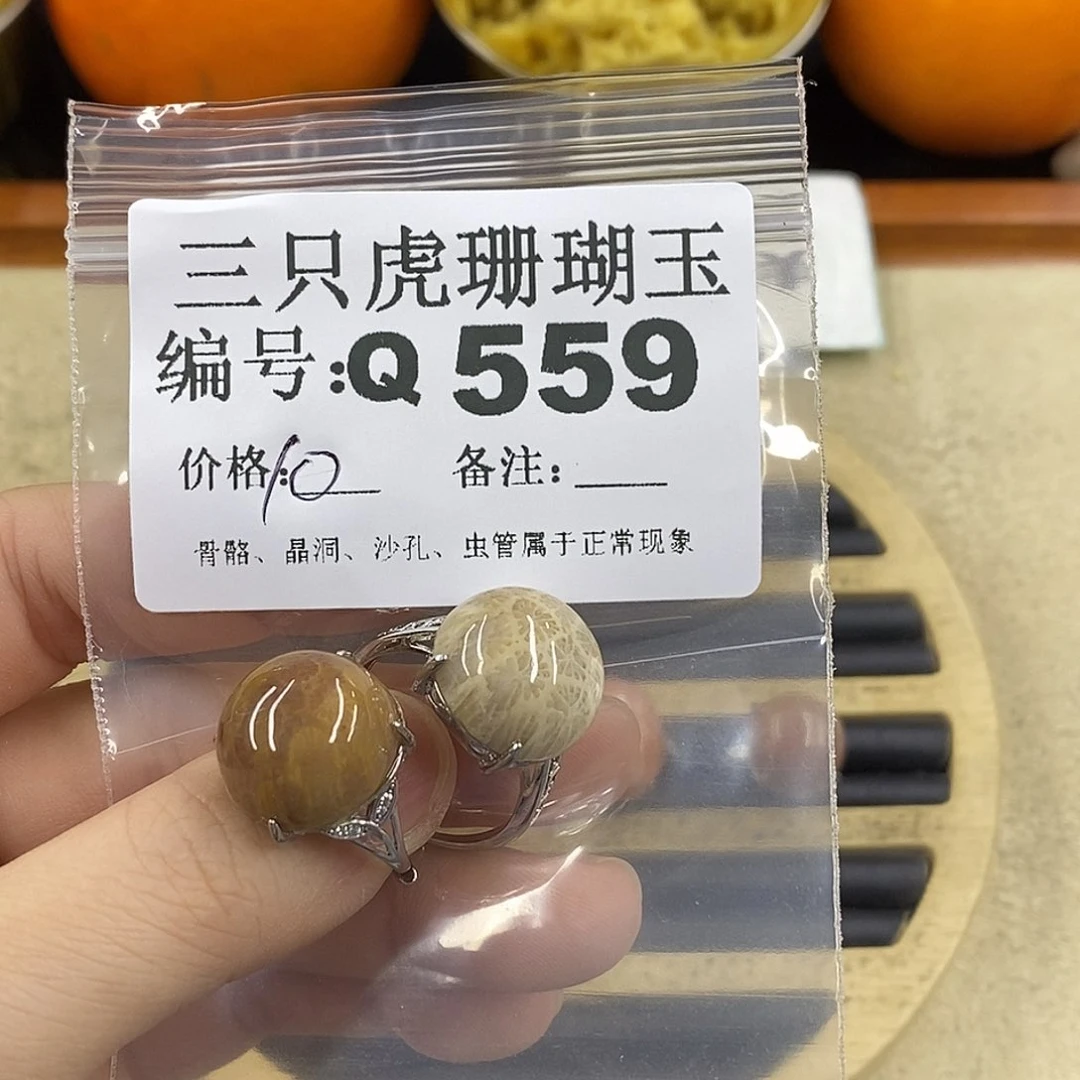 三只虎珊瑚玉
编号:Q 559
价格:10 备注:____
骨骼、晶洞、沙孔、虫管属于正常现象